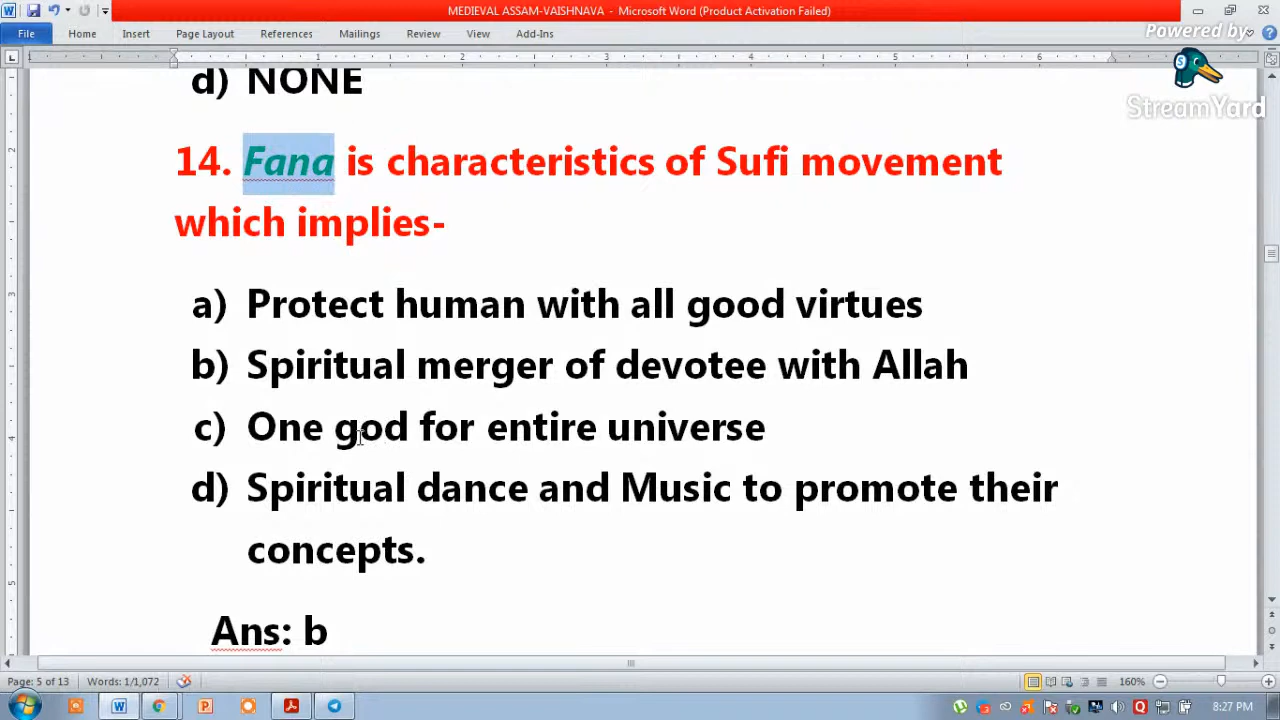 MEDIEVAL ASSAM-VAISHNAVA - Microsoft Word (Product Activation Failed)
File Home Insert Page Layout References Mailings Review View Add-Ins
Powered by
StreamYard
d) NONE
14. Fana is characteristics of Sufi movement
which implies-
a) Protect human with all good virtues
b) Spiritual merger of devotee with Allah
c) One god for entire universe
d) Spiritual dance and Music to promote their
concepts.
Ans: b
Page: 5 of 13 Words: 1/1,072 160%
8:27 PM